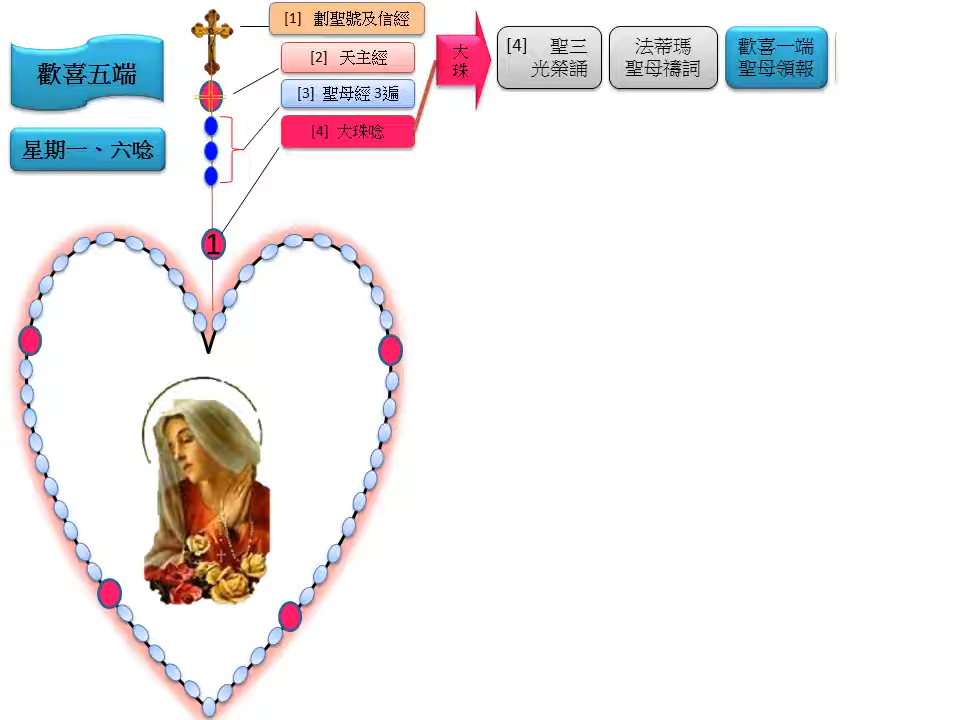 歡喜五端
星期一、六唸
[1] 劃聖號及信經
[2] 天主經
[3] 聖母經 3遍
[4] 大珠唸
大
珠
[4] 聖三
光榮誦
法蒂瑪
聖母禱詞
歡喜一端
聖母領報
1